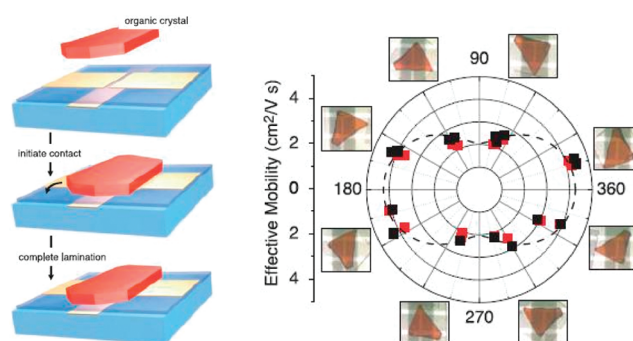 organic crystal
initiate contact
complete lamination
Effective Mobility (cm2/V s)
4
2
0
2
4
90
180
360
270